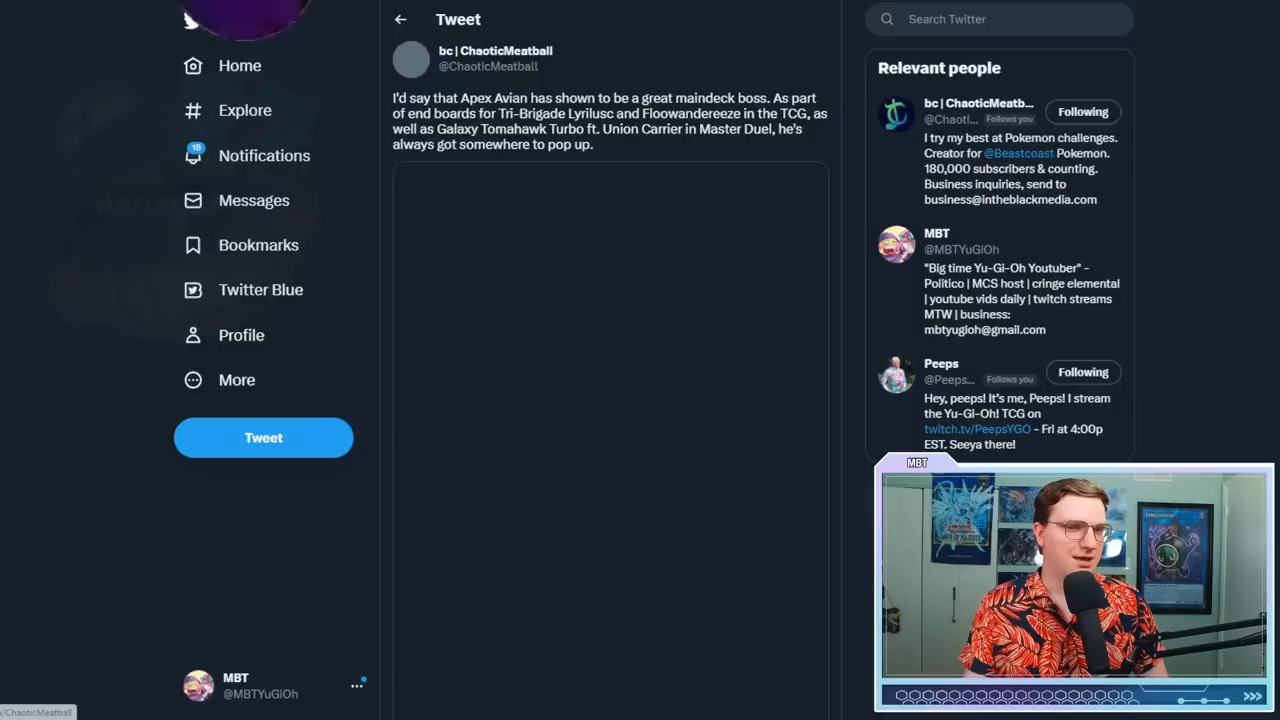 Home
Explore
18
Notifications
Messages
Bookmarks
Twitter Blue
Profile
More
Tweet
MBT
@MBTYuGiOh
/ChaoticMeatball
Tweet
bc | ChaoticMeatball
@ChaoticMeatball
I'd say that Apex Avian has shown to be a great maindeck boss. As part
of end boards for Tri-Brigade Lyrilusc and Floowandereeze in the TCG, as
well as Galaxy Tomahawk Turbo ft. Union Carrier in Master Duel, he's
always got somewhere to pop up.
Search Twitter
Relevant people
bc | ChaoticMeatb...
@Chaoti... Follows you
Following
I try my best at Pokemon challenges.
Creator for @Beastcoast Pokemon.
180,000 subscribers & counting.
Business inquiries, send to
business@intheblackmedia.com
MBT
@MBTYuGiOh
"Big time Yu-Gi-Oh Youtuber" -
Politico | MCS host | cringe elemental
| youtube vids daily | twitch streams
MTW | business:
mbtyugioh@gmail.com
Peeps
@Peeps... Follows you
Following
Hey, peeps! It's me, Peeps! I stream
the Yu-Gi-Oh! TCG on
twitch.tv/PeepsYGO - Fri at 4:00p
EST. Seeya there!
MBT
DAWN OF MAJESTY
LINKURIBOH